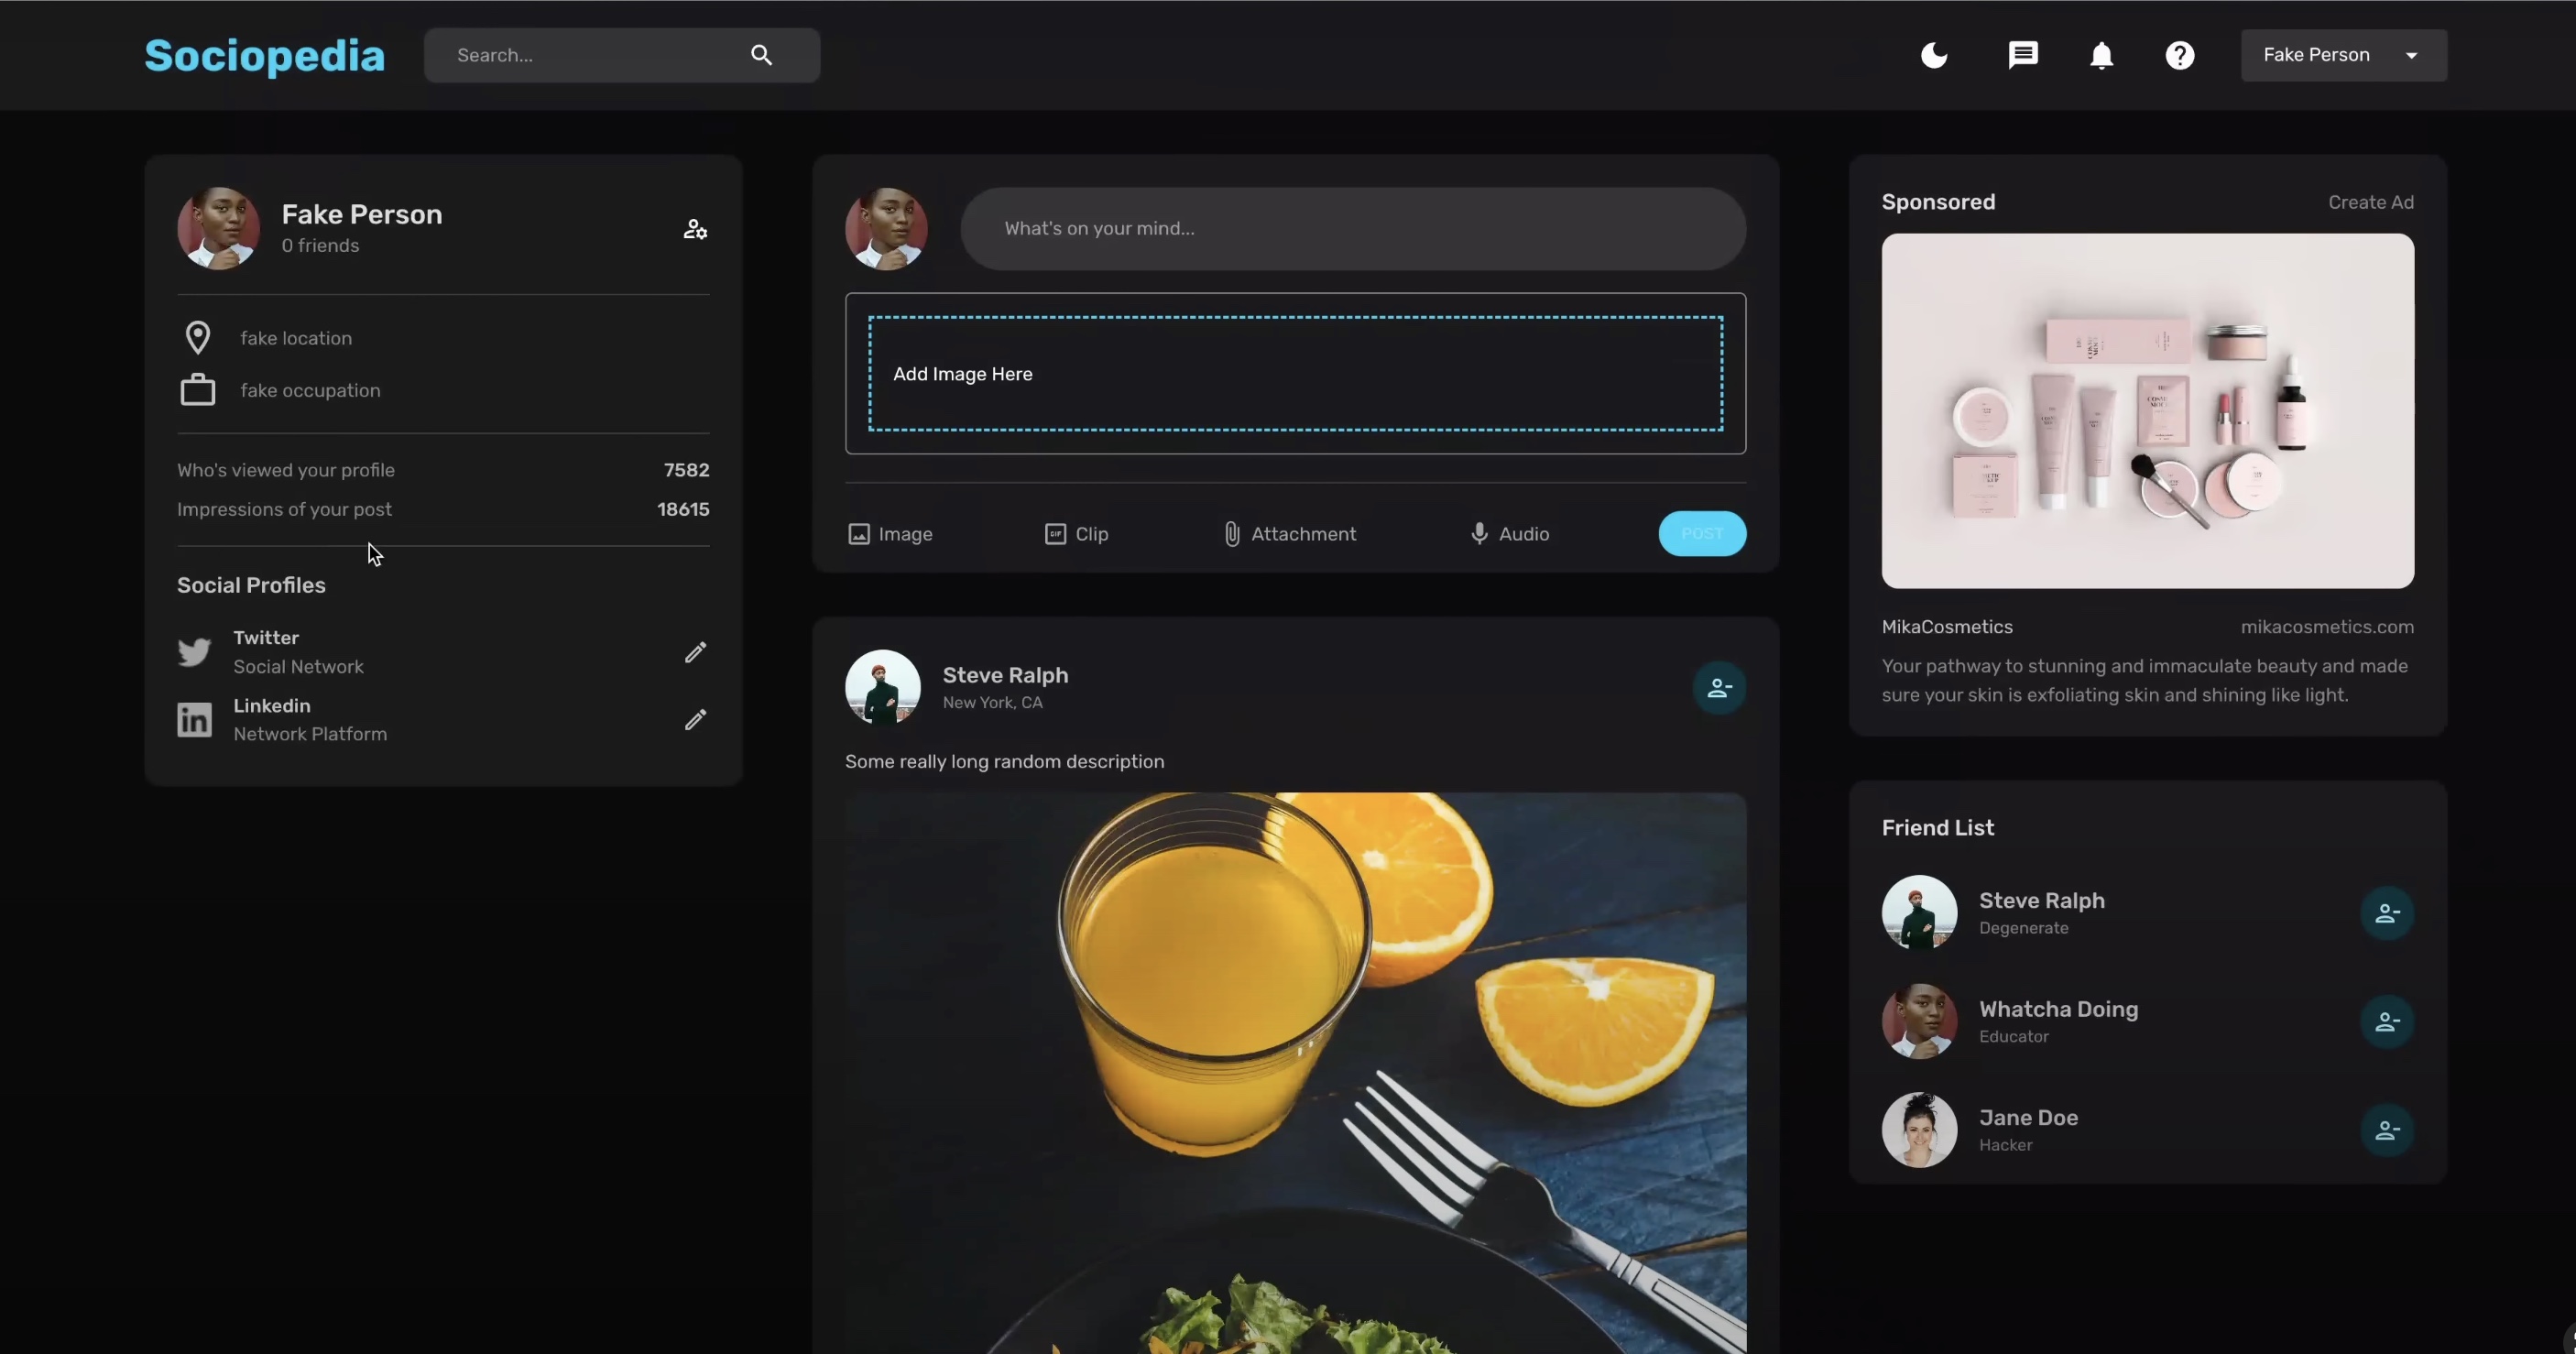 Sociopedia
Search...
Fake Person
Fake Person
0 friends
fake location
fake occupation
Who's viewed your profile 7582
Impressions of your post 18615
Social Profiles
Twitter
Social Network
Linkedin
Network Platform
What's on your mind...
Add Image Here
Image
GIF Clip
Attachment
Audio
POST
Steve Ralph
New York, CA
Some really long random description
Sponsored Create Ad
MikaCosmetics mikacosmetics.com
Your pathway to stunning and immaculate beauty and made
sure your skin is exfoliating skin and shining like light.
Friend List
Steve Ralph
Degenerate
Whatcha Doing
Educator
Jane Doe
Hacker